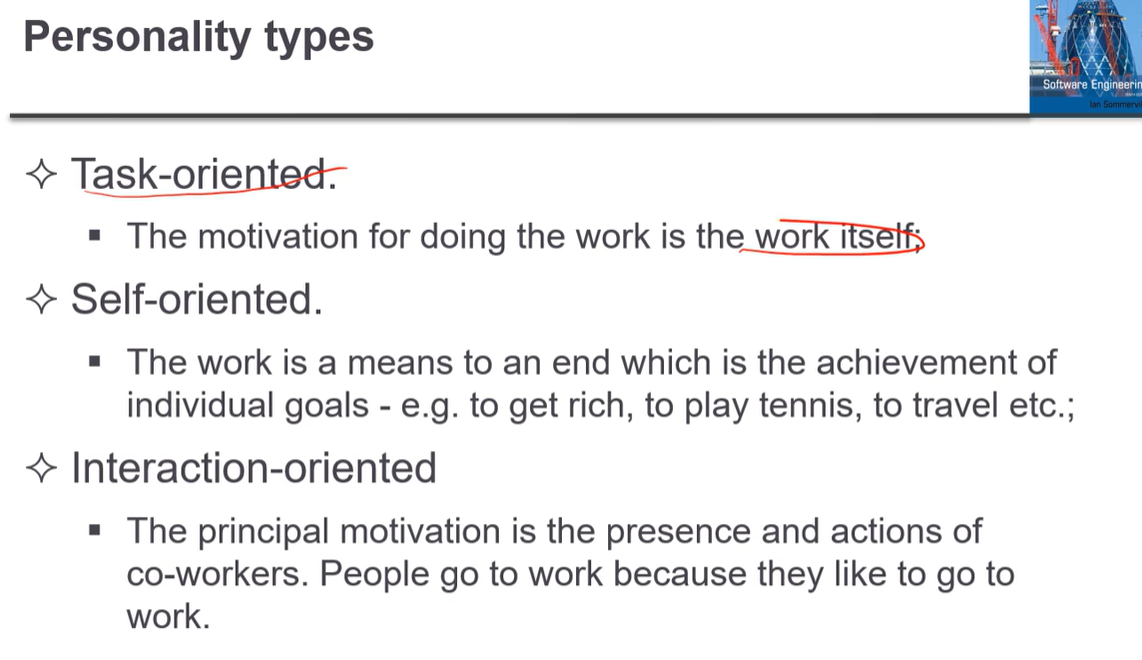 Personality types
Software Engineerin
Ian Sommervi
✧ Task-oriented.
▪ The motivation for doing the work is the work itself;
✧ Self-oriented.
▪ The work is a means to an end which is the achievement of
individual goals - e.g. to get rich, to play tennis, to travel etc.;
✧ Interaction-oriented
▪ The principal motivation is the presence and actions of
co-workers. People go to work because they like to go to
work.